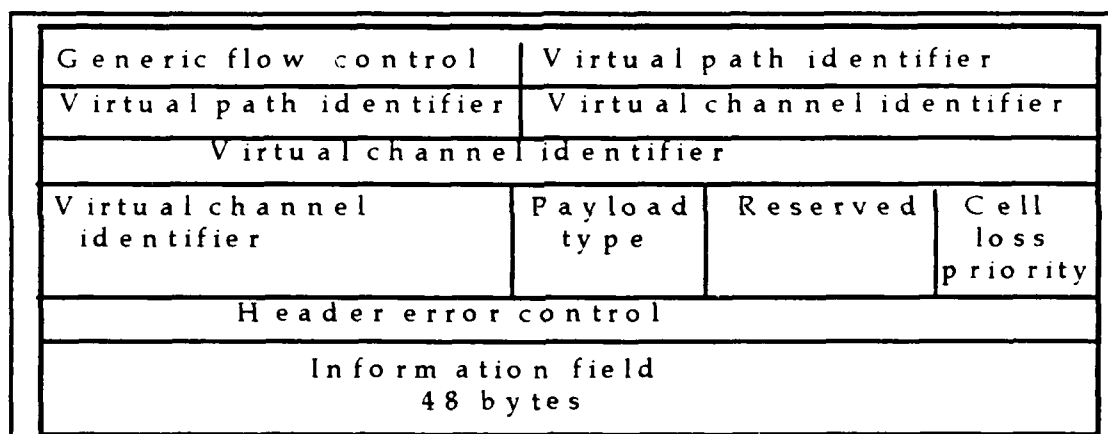 Generic flow control Virtual path identifier
Virtual path identifier Virtual channel identifier
Virtual channel identifier
Virtual channel Payload Reserved Cell
identifier type loss
priority
Header error control
Information field
48 bytes